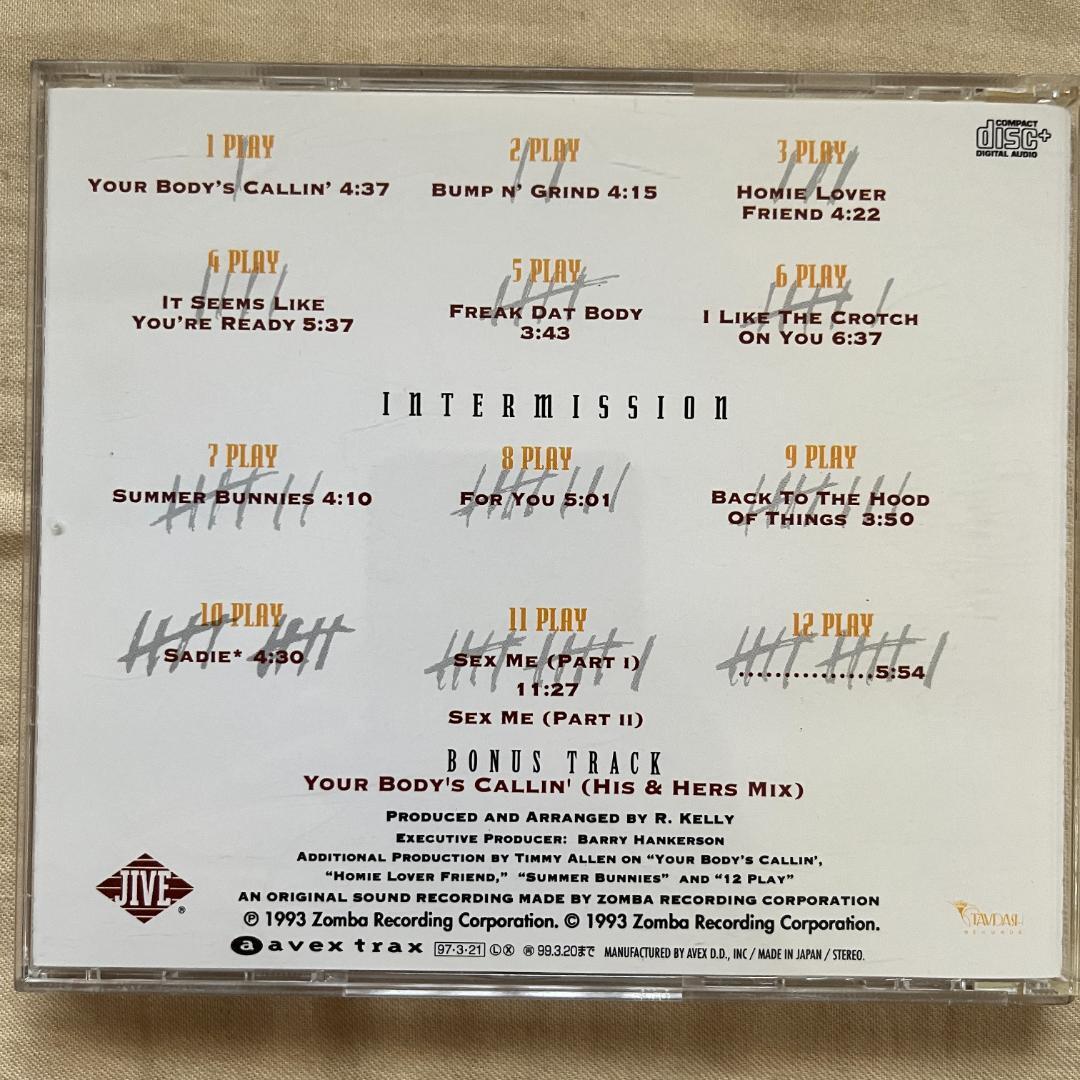 COMPACT
disc+
DIGITAL AUDIO
1 PLAY
YOUR BODY'S CALLIN' 4:37
2 PLAY
BUMP N' GRIND 4:15
3 PLAY
HOMIE LOVER
FRIEND 4:22
4 PLAY
IT SEEMS LIKE
YOU'RE READY 5:37
5 PLAY
FREAK DAT BODY
3:43
6 PLAY
I LIKE THE CROTCH
ON YOU 6:37
INTERMISSION
7 PLAY
SUMMER BUNNIES 4:10
8 PLAY
FOR YOU 5:01
9 PLAY
BACK TO THE HOOD
OF THINGS 3:50
10 PLAY
SADIE* 4:30
11 PLAY
SEX ME (PART I)
11:27
SEX ME (PART II)
12 PLAY
...............5:54
BONUS TRACK
YOUR BODY'S CALLIN' (HIS & HERS MIX)
PRODUCED AND ARRANGED BY R. KELLY
EXECUTIVE PRODUCER: BARRY HANKERSON
ADDITIONAL PRODUCTION BY TIMMY ALLEN ON "YOUR BODY'S CALLIN',
"HOMIE LOVER FRIEND," "SUMMER BUNNIES" AND "12 PLAY"
AN ORIGINAL SOUND RECORDING MADE BY ZOMBA RECORDING CORPORATION
℗ 1993 Zomba Recording Corporation. © 1993 Zomba Recording Corporation.
a avex trax 97·3·21 Ⓛ Ⓧ ㊞ 99.3.20まで MANUFACTURED BY AVEX D.D., INC / MADE IN JAPAN / STEREO.
JIVE ®
TAVDASH
RECORDS